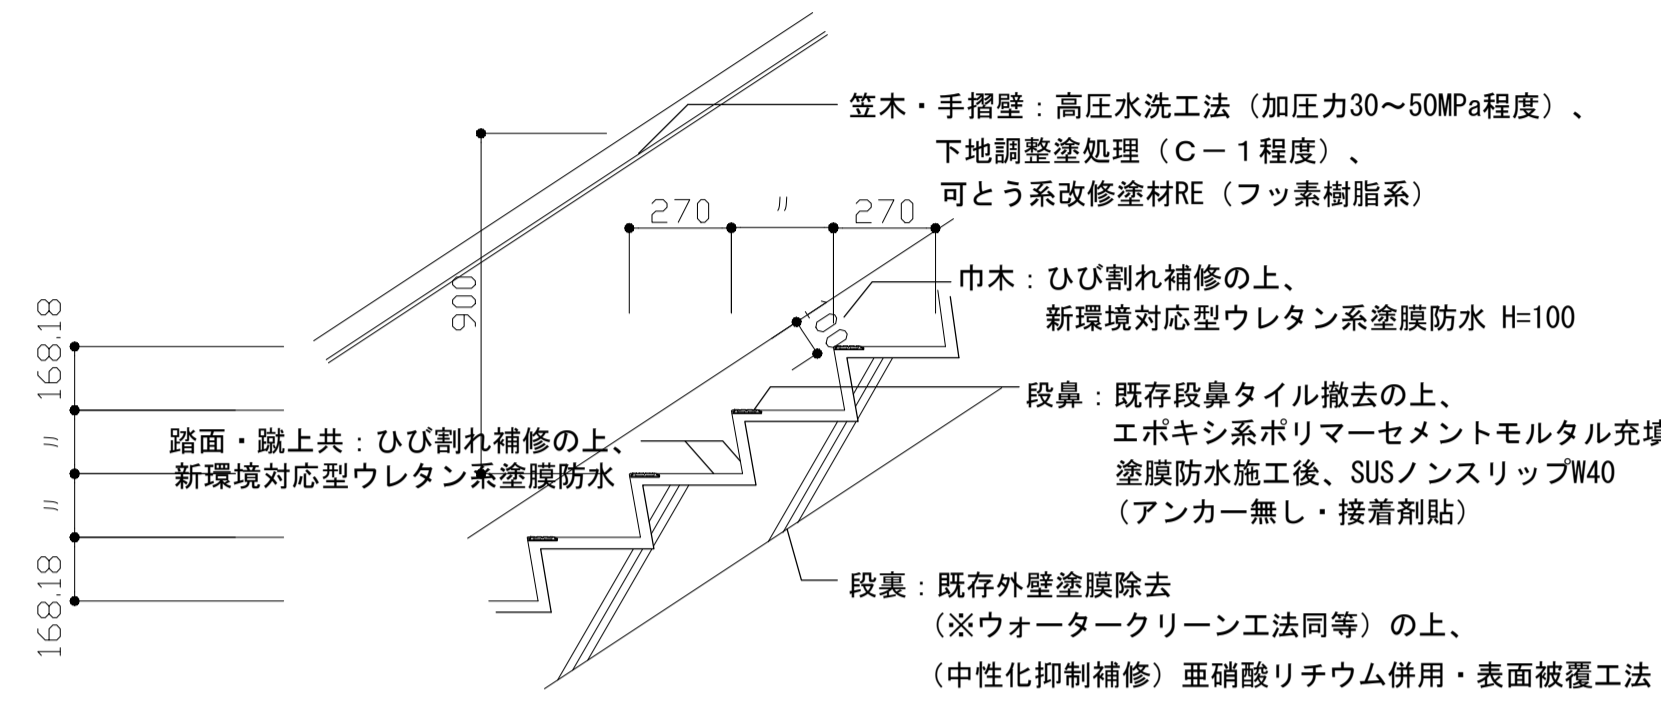 笠木・手摺壁：高圧水洗工法（加圧力30～50MPa程度）、
下地調整塗処理（Ｃ－１程度）、
可とう系改修塗材RE（フッ素樹脂系）
270
〃
270
900
巾木：ひび割れ補修の上、
新環境対応型ウレタン系塗膜防水 H=100
100
168.18
〃
〃
168.18
段鼻：既存段鼻タイル撤去の上、
エポキシ系ポリマーセメントモルタル充填
塗膜防水施工後、SUSノンスリップW40
（アンカー無し・接着剤貼）
踏面・蹴上共：ひび割れ補修の上、
新環境対応型ウレタン系塗膜防水
段裏：既存外壁塗膜除去
（※ウォータークリーン工法同等）の上、
（中性化抑制補修）亜硝酸リチウム併用・表面被覆工法